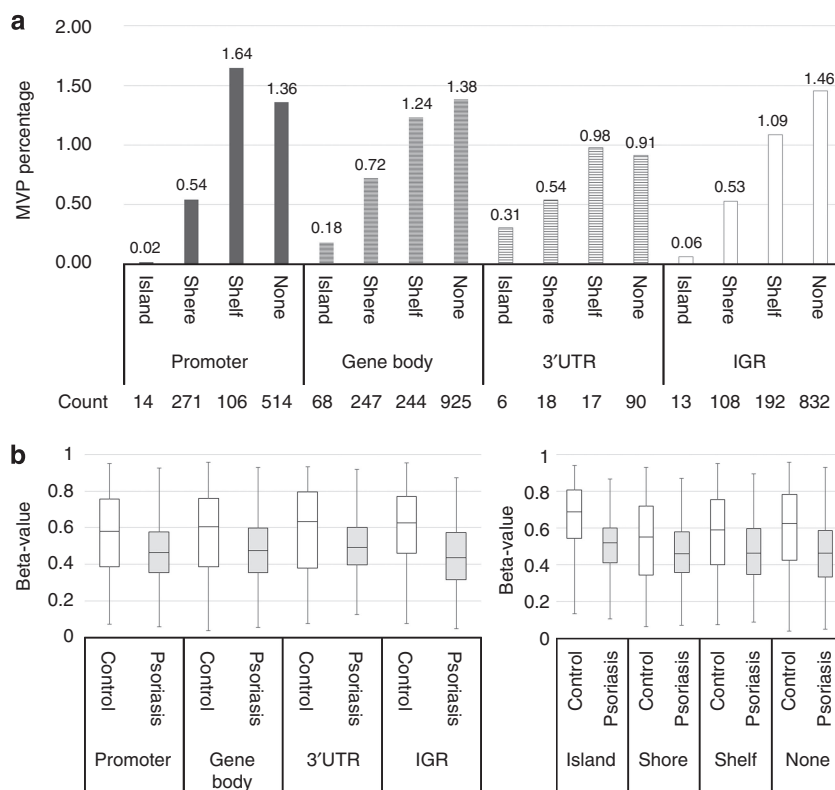 a
2.00
1.50
1.00
0.50
0.00
MVP percentage
0.02 0.54 1.64 1.36 0.18 0.72 1.24 1.38 0.31 0.54 0.98 0.91 0.06 0.53 1.09 1.46
Island Shere Shelf None Island Shere Shelf None Island Shere Shelf None Island Shere Shelf None
Promoter Gene body 3′UTR IGR
Count 14 271 106 514 68 247 244 925 6 18 17 90 13 108 192 832
b
1
0.8
0.6
0.4
0.2
0
Beta-value
Control Psoriasis Control Psoriasis Control Psoriasis Control Psoriasis
Promoter Gene body 3′UTR IGR
1
0.8
0.6
0.4
0.2
0
Beta-value
Control Psoriasis Control Psoriasis Control Psoriasis Control Psoriasis
Island Shore Shelf None